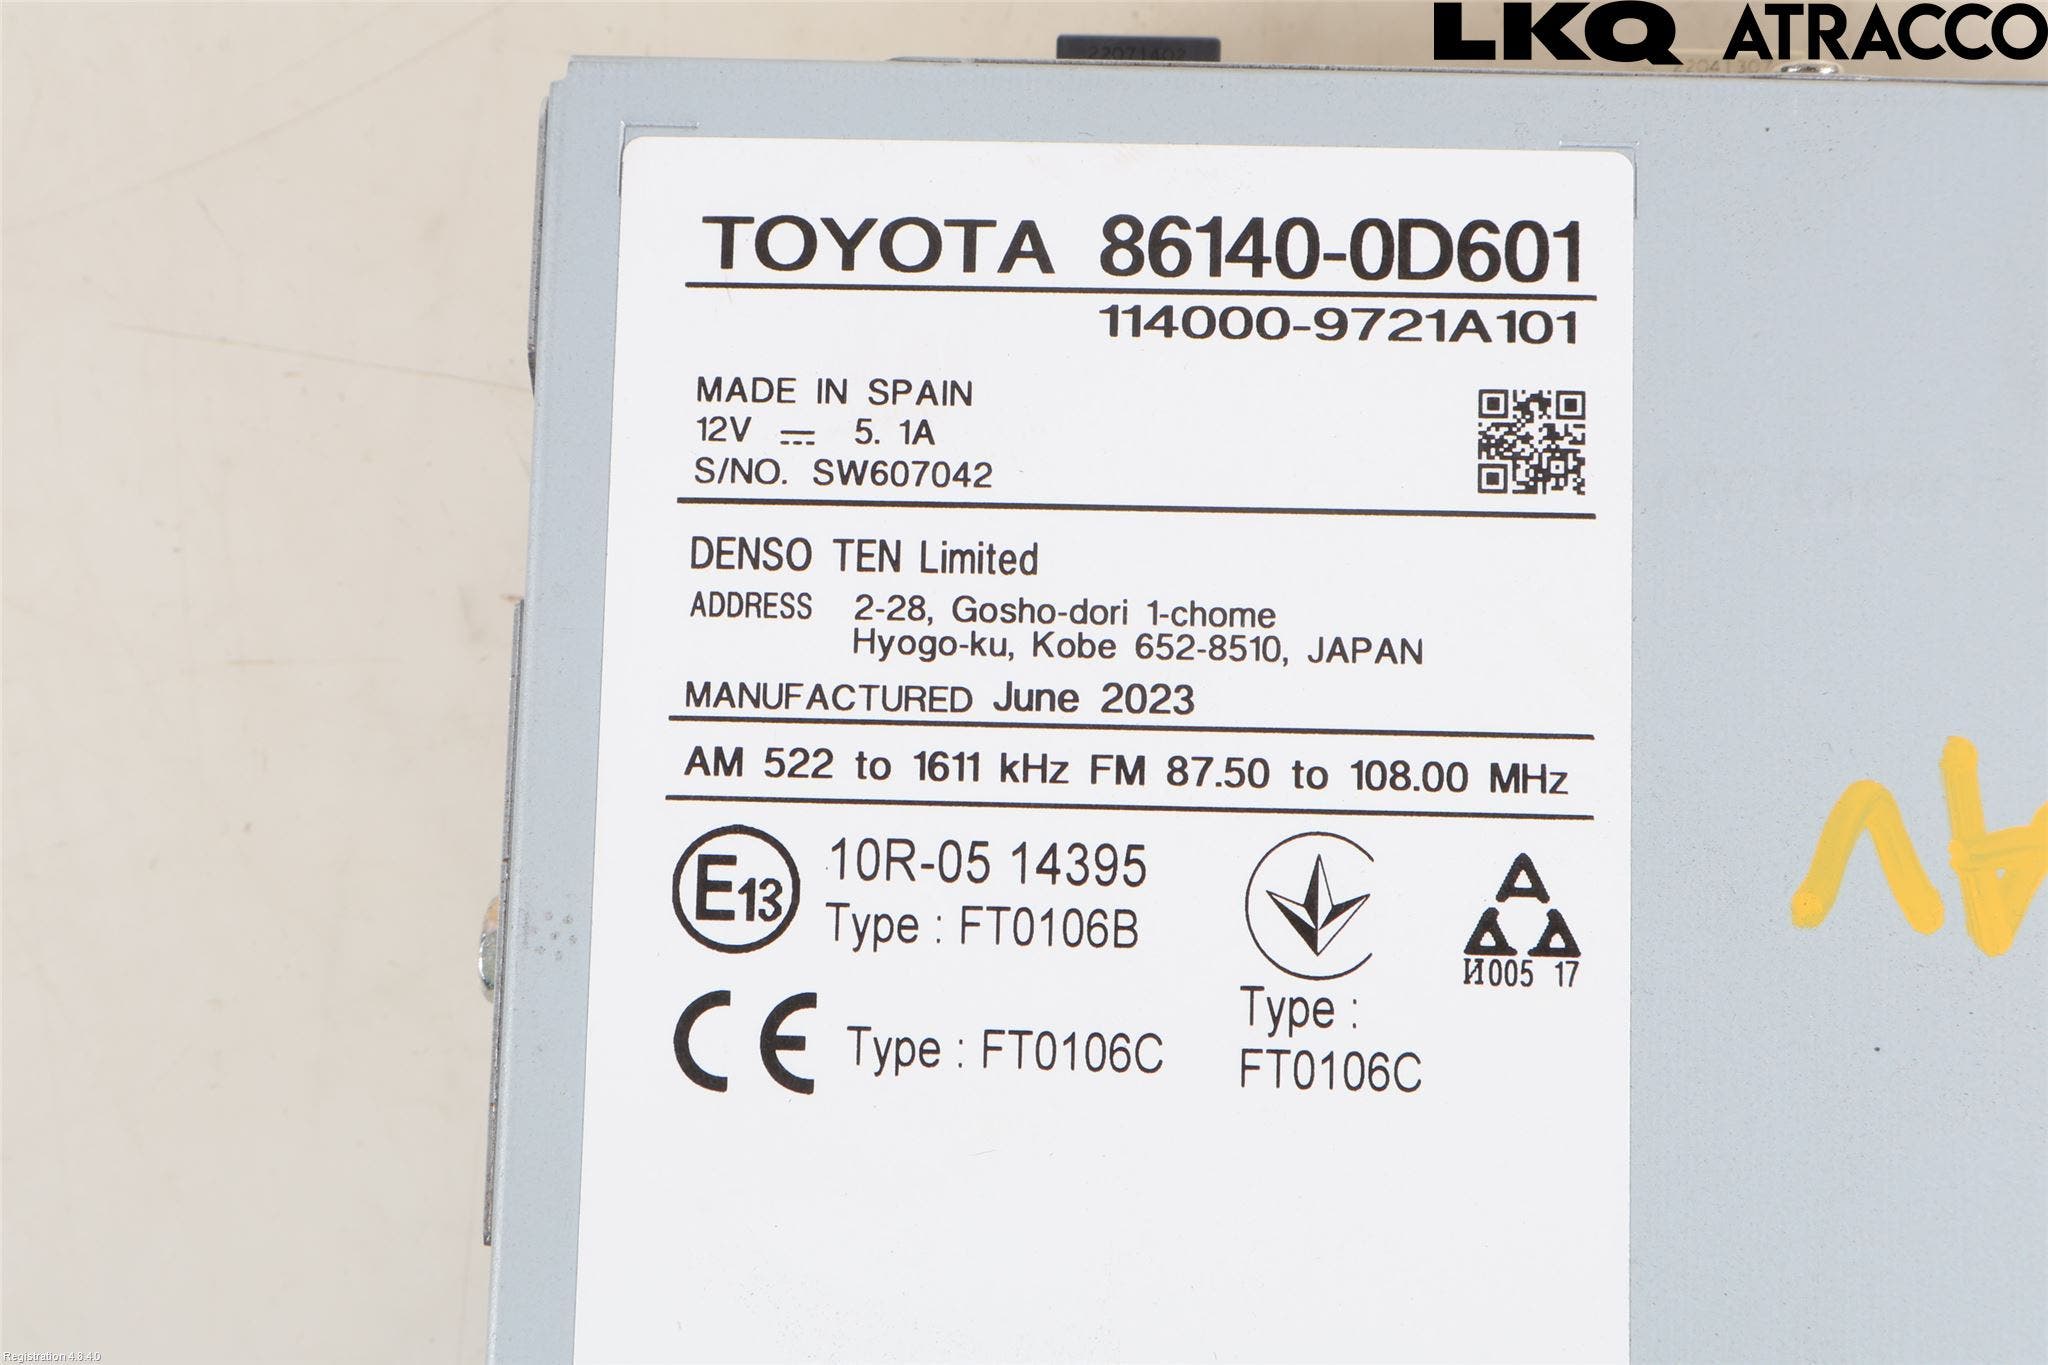 LKQ ATRACCO
22071402
22041307
TOYOTA 86140-0D601
114000-9721A101
MADE IN SPAIN
12V ⎓ 5. 1A
S/NO. SW607042
DENSO TEN Limited
ADDRESS 2-28, Gosho-dori 1-chome
Hyogo-ku, Kobe 652-8510, JAPAN
MANUFACTURED June 2023
AM 522 to 1611 kHz FM 87.50 to 108.00 MHz
E13 10R-05 14395
Type : FT0106B
И005 17
CE Type : FT0106C
Type :
FT0106C
Registration 4.8.4.0